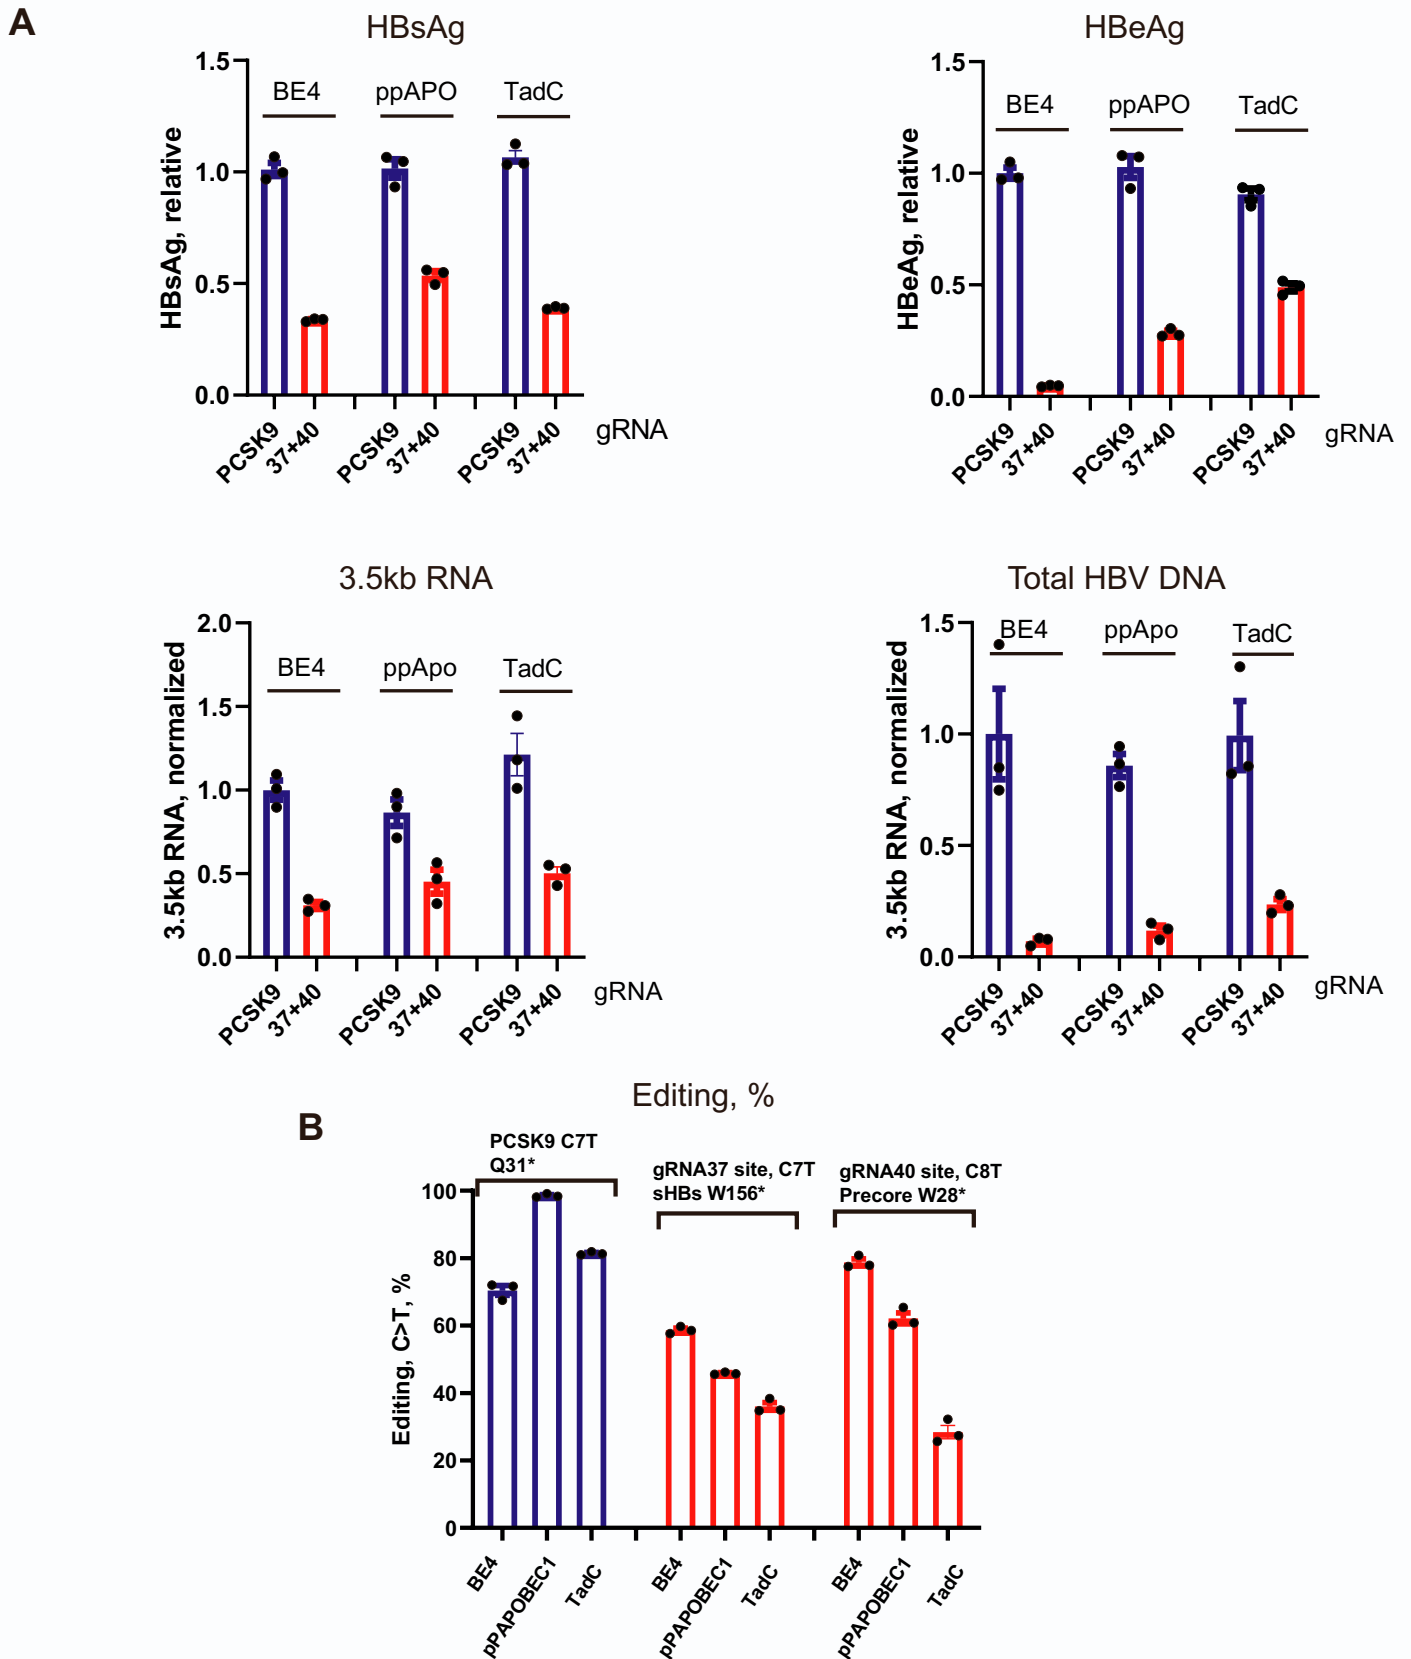 A
HBsAg
1.5
1.0
0.5
0.0
HBsAg, relative
BE4
ppAPO
TadC
PCSK9
37+40
PCSK9
37+40
PCSK9
37+40
gRNA
HBeAg
1.5
1.0
0.5
0.0
HBeAg, relative
BE4
ppAPO
TadC
PCSK9
37+40
PCSK9
37+40
PCSK9
37+40
gRNA
3.5kb RNA
2.0
1.5
1.0
0.5
0.0
3.5kb RNA, normalized
BE4
ppApo
TadC
PCSK9
37+40
PCSK9
37+40
PCSK9
37+40
gRNA
Total HBV DNA
1.5
1.0
0.5
0.0
3.5kb RNA, normalized
BE4
ppApo
TadC
PCSK9
37+40
PCSK9
37+40
PCSK9
37+40
gRNA
B
Editing, %
PCSK9 C7T
Q31*
gRNA37 site, C7T
sHBs W156*
gRNA40 site, C8T
Precore W28*
100
80
60
40
20
0
Editing, C>T, %
BE4
pPAPOBEC1
TadC
BE4
pPAPOBEC1
TadC
BE4
pPAPOBEC1
TadC